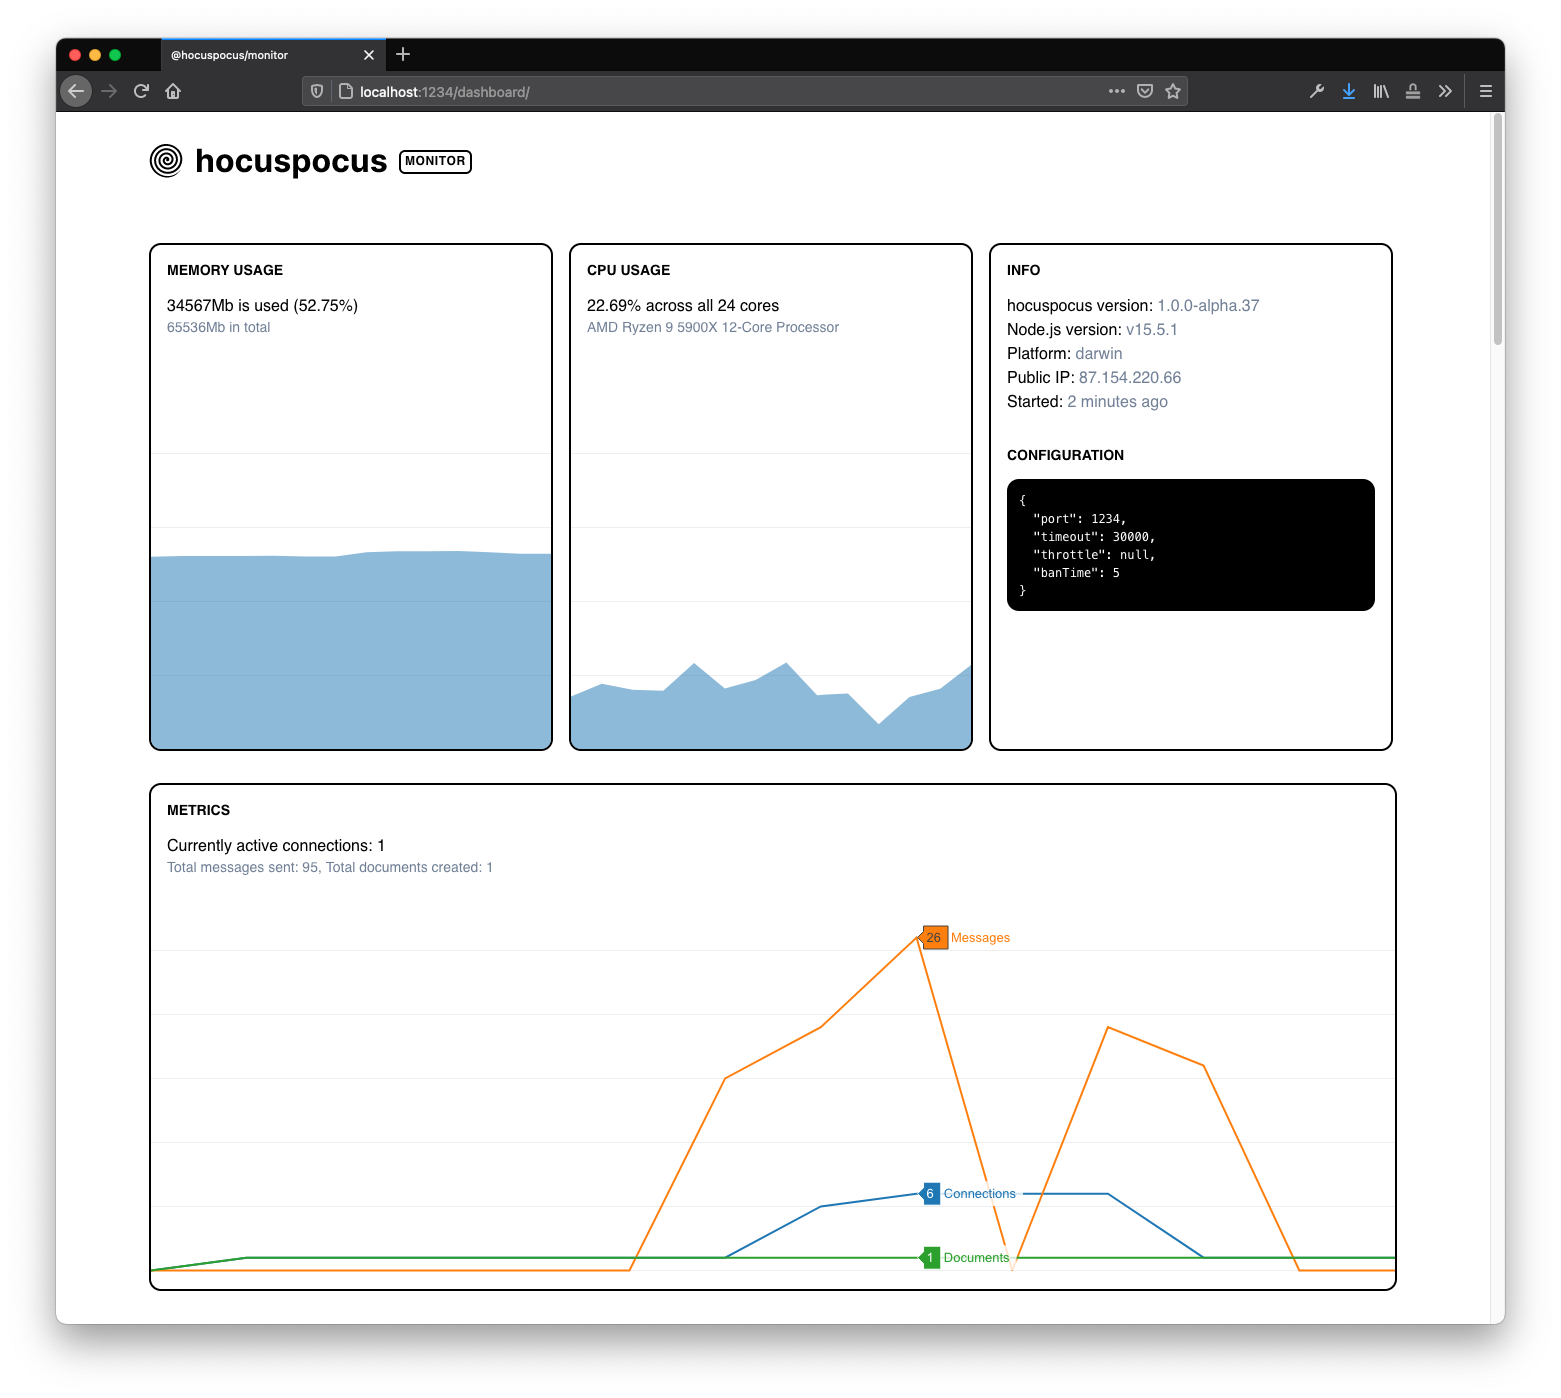 @hocuspocus/monitor
localhost:1234/dashboard/
hocuspocus MONITOR
MEMORY USAGE
34567Mb is used (52.75%)
65536Mb in total
CPU USAGE
22.69% across all 24 cores
AMD Ryzen 9 5900X 12-Core Processor
INFO
hocuspocus version: 1.0.0-alpha.37
Node.js version: v15.5.1
Platform: darwin
Public IP: 87.154.220.66
Started: 2 minutes ago
CONFIGURATION
{
"port": 1234,
"timeout": 30000,
"throttle": null,
"banTime": 5
}
METRICS
Currently active connections: 1
Total messages sent: 95, Total documents created: 1
26 Messages
6 Connections
1 Documents